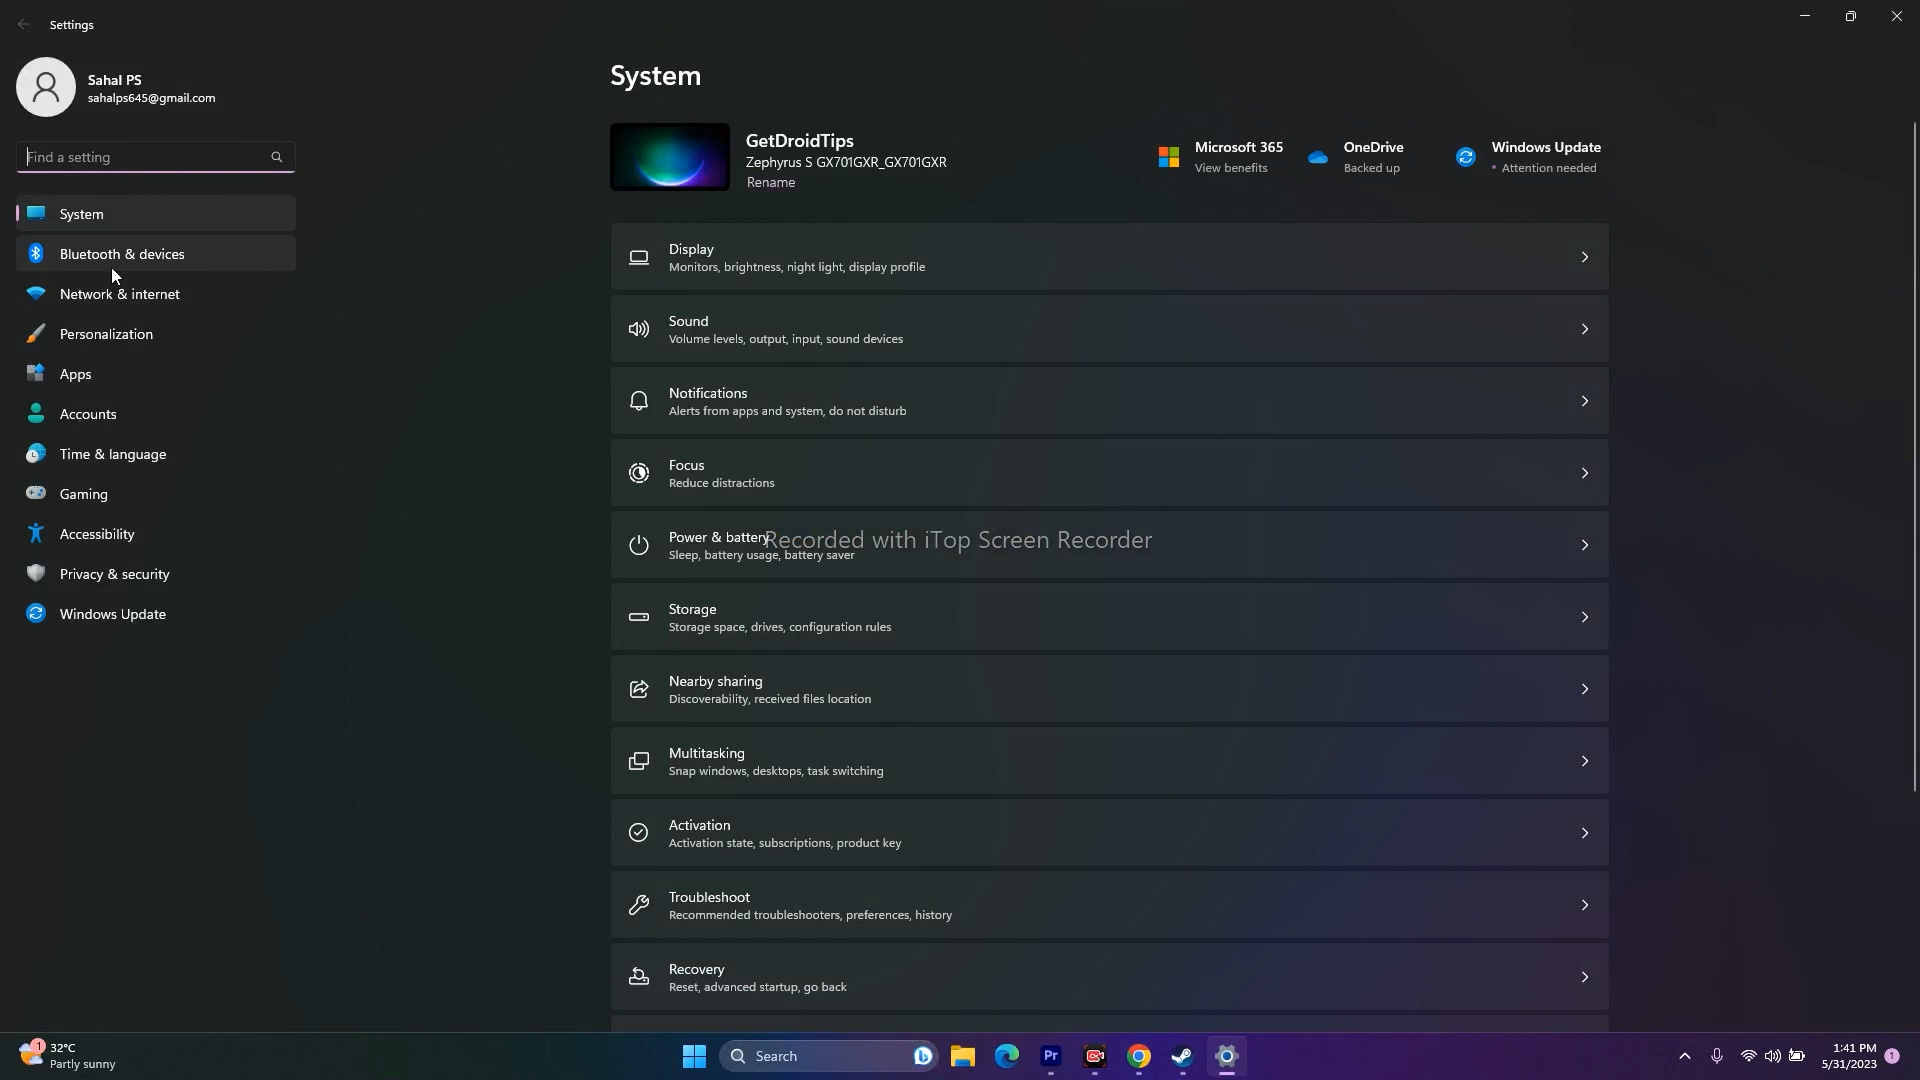 Settings
Sahal PS
sahalps645@gmail.com
Find a setting
System
Bluetooth & devices
Network & internet
Personalization
Apps
Accounts
Time & language
Gaming
Accessibility
Privacy & security
Windows Update
System
GetDroidTips
Zephyrus S GX701GXR_GX701GXR
Rename
Microsoft 365
View benefits
OneDrive
Backed up
Windows Update
• Attention needed
Display
Monitors, brightness, night light, display profile
Sound
Volume levels, output, input, sound devices
Notifications
Alerts from apps and system, do not disturb
Focus
Reduce distractions
Power & battery
Sleep, battery usage, battery saver
Recorded with iTop Screen Recorder
Storage
Storage space, drives, configuration rules
Nearby sharing
Discoverability, received files location
Multitasking
Snap windows, desktops, task switching
Activation
Activation state, subscriptions, product key
Troubleshoot
Recommended troubleshooters, preferences, history
Recovery
Reset, advanced startup, go back
1
32°C
Partly sunny
Search
Pr
1:41 PM
5/31/2023
1